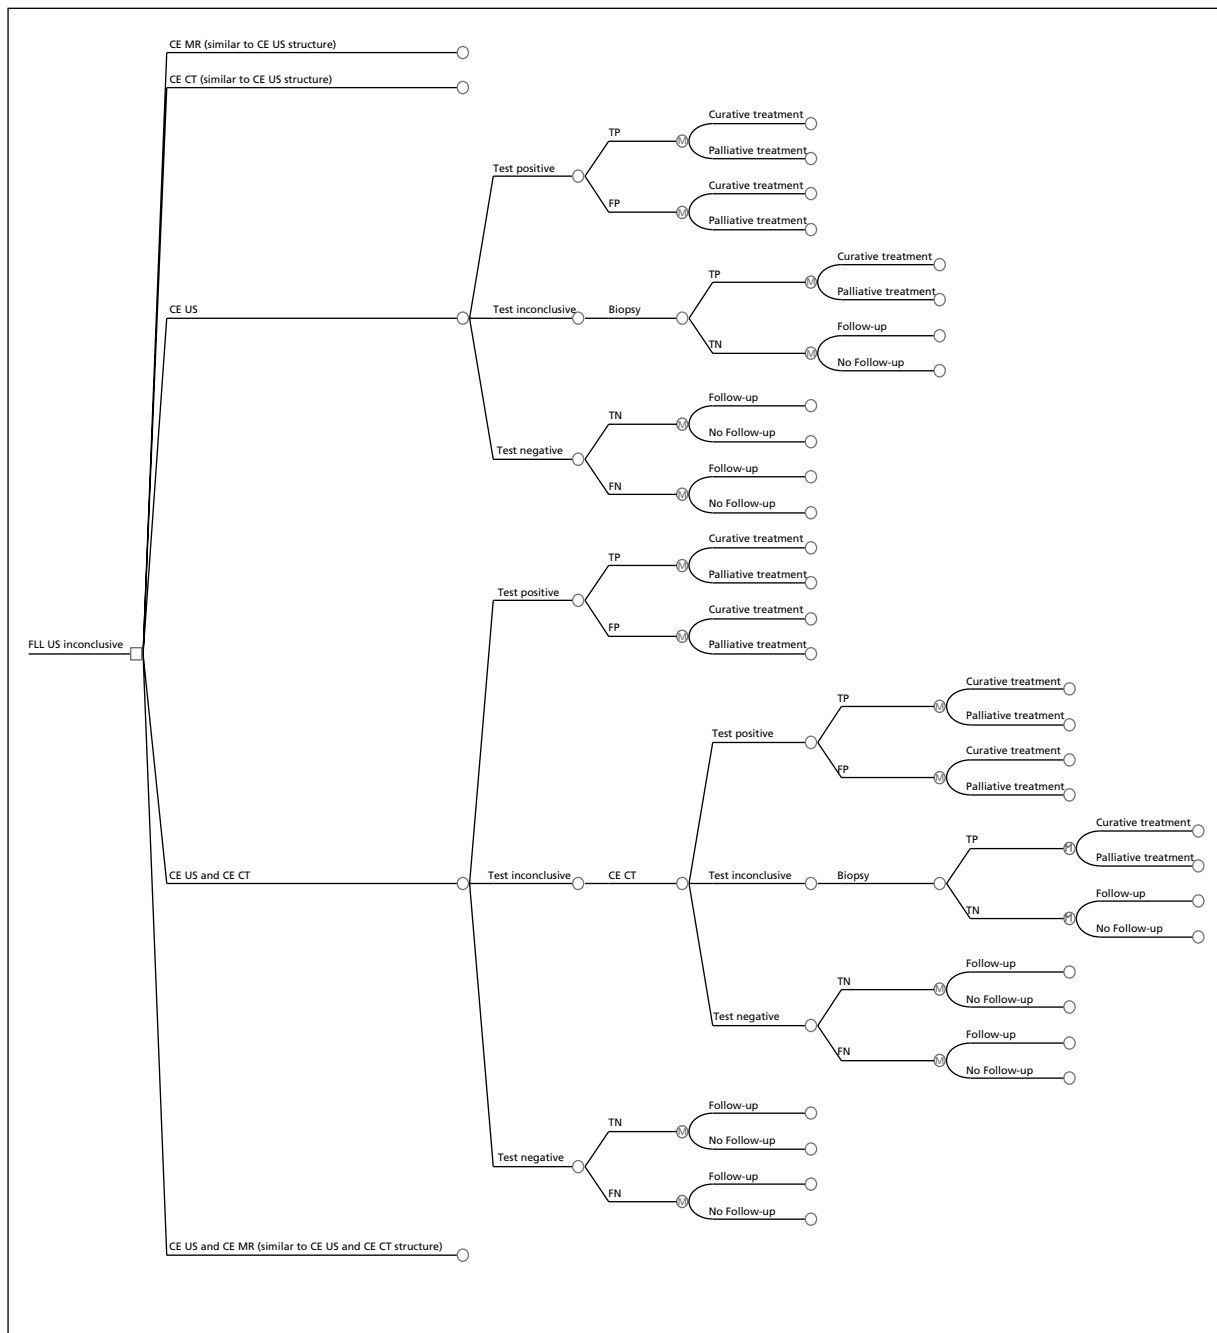 CE MR (similar to CE US structure)
CE CT (similar to CE US structure)
Curative treatment
TP
M
Palliative treatment
Test positive
Curative treatment
FP
M
Palliative treatment
Curative treatment
TP
M
Palliative treatment
CE US
Test inconclusive
Biopsy
Follow-up
TN
M
No Follow-up
Follow-up
TN
M
No Follow-up
Test negative
Follow-up
FN
M
No Follow-up
Curative treatment
TP
M
Palliative treatment
Test positive
Curative treatment
FP
M
Palliative treatment
FLL US inconclusive
Curative treatment
TP
M
Palliative treatment
Test positive
Curative treatment
FP
M
Palliative treatment
Curative treatment
TP
M
Palliative treatment
CE US and CE CT
Test inconclusive
CE CT
Test inconclusive
Biopsy
Follow-up
TN
M
No Follow-up
Follow-up
TN
M
No Follow-up
Test negative
Follow-up
FN
M
No Follow-up
Follow-up
TN
M
No Follow-up
Test negative
Follow-up
FN
M
No Follow-up
CE US and CE MR (similar to CE US and CE CT structure)